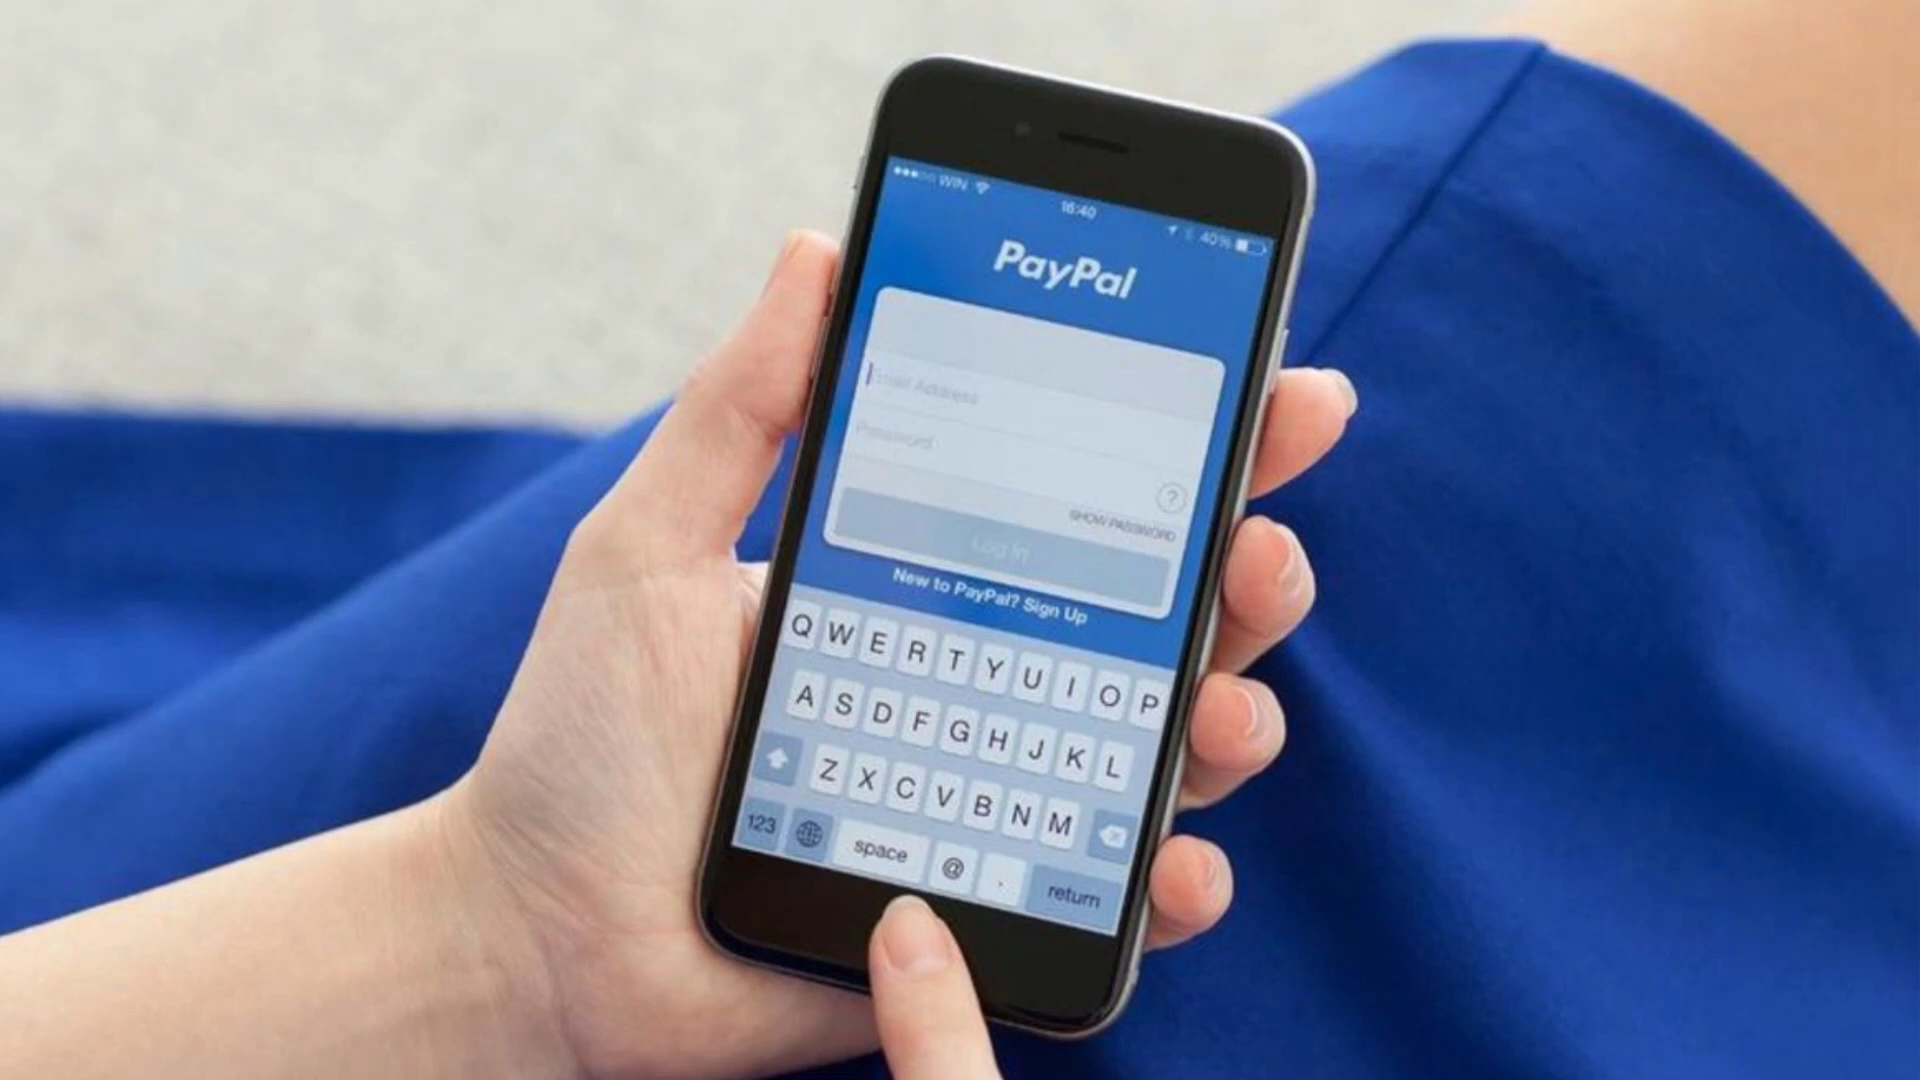 WIN
16:40
40%
PayPal
Email Address
Password
?
SHOW PASSWORD
Log In
New to PayPal? Sign Up
Q W E R T Y U I O P
A S D F G H J K L
Z X C V B N M
123 space @ . return